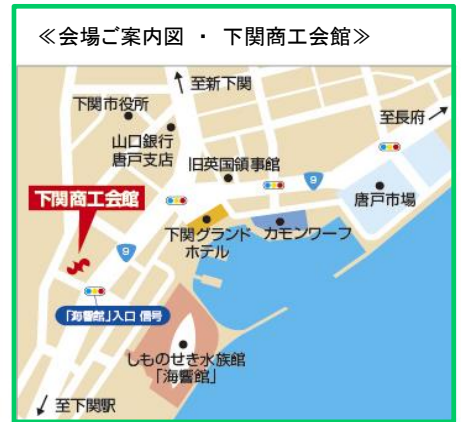 ≪会場ご案内図 ・ 下関商工会館≫
至新下関
下関市役所
至長府
山口銀行
唐戸支店
旧英国領事館
9
下関商工会館
唐戸市場
下関グランド
ホテル
カモンワーフ
9
「海響館」入口 信号
しものせき水族館
「海響館」
至下関駅